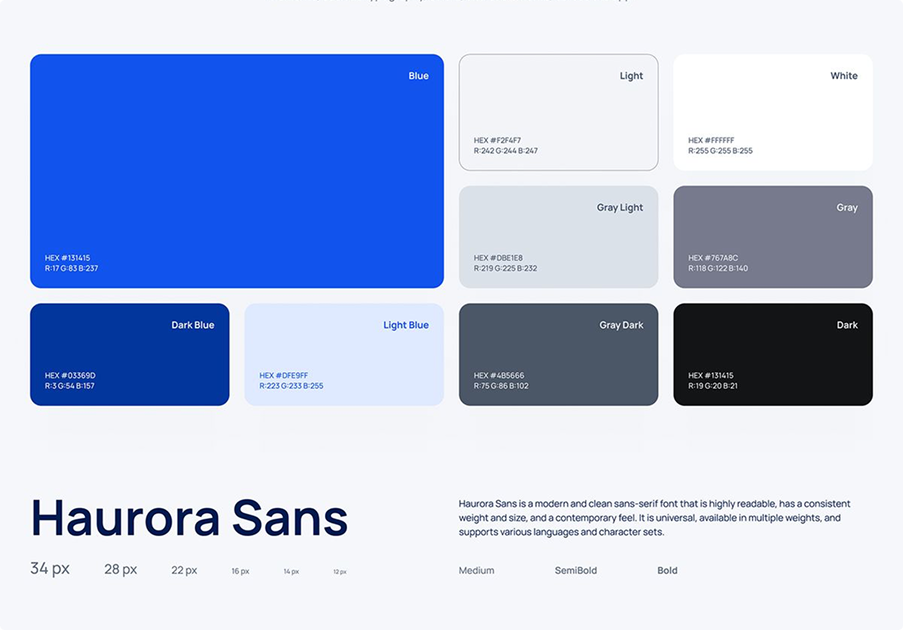 Blue
HEX #131415
R:17 G:83 B:237
Light
HEX #F2F4F7
R:242 G:244 B:247
White
HEX #FFFFFF
R:255 G:255 B:255
Gray Light
HEX #DBE1E8
R:219 G:225 B:232
Gray
HEX #767A8C
R:118 G:122 B:140
Dark Blue
HEX #03369D
R:3 G:54 B:157
Light Blue
HEX #DFE9FF
R:223 G:233 B:255
Gray Dark
HEX #4B5666
R:75 G:86 B:102
Dark
HEX #131415
R:19 G:20 B:21
Haurora Sans
34 px 28 px 22 px 16 px 14 px 12 px
Haurora Sans is a modern and clean sans-serif font that is highly readable, has a consistent
weight and size, and a contemporary feel. It is universal, available in multiple weights, and
supports various languages and character sets.
Medium SemiBold Bold